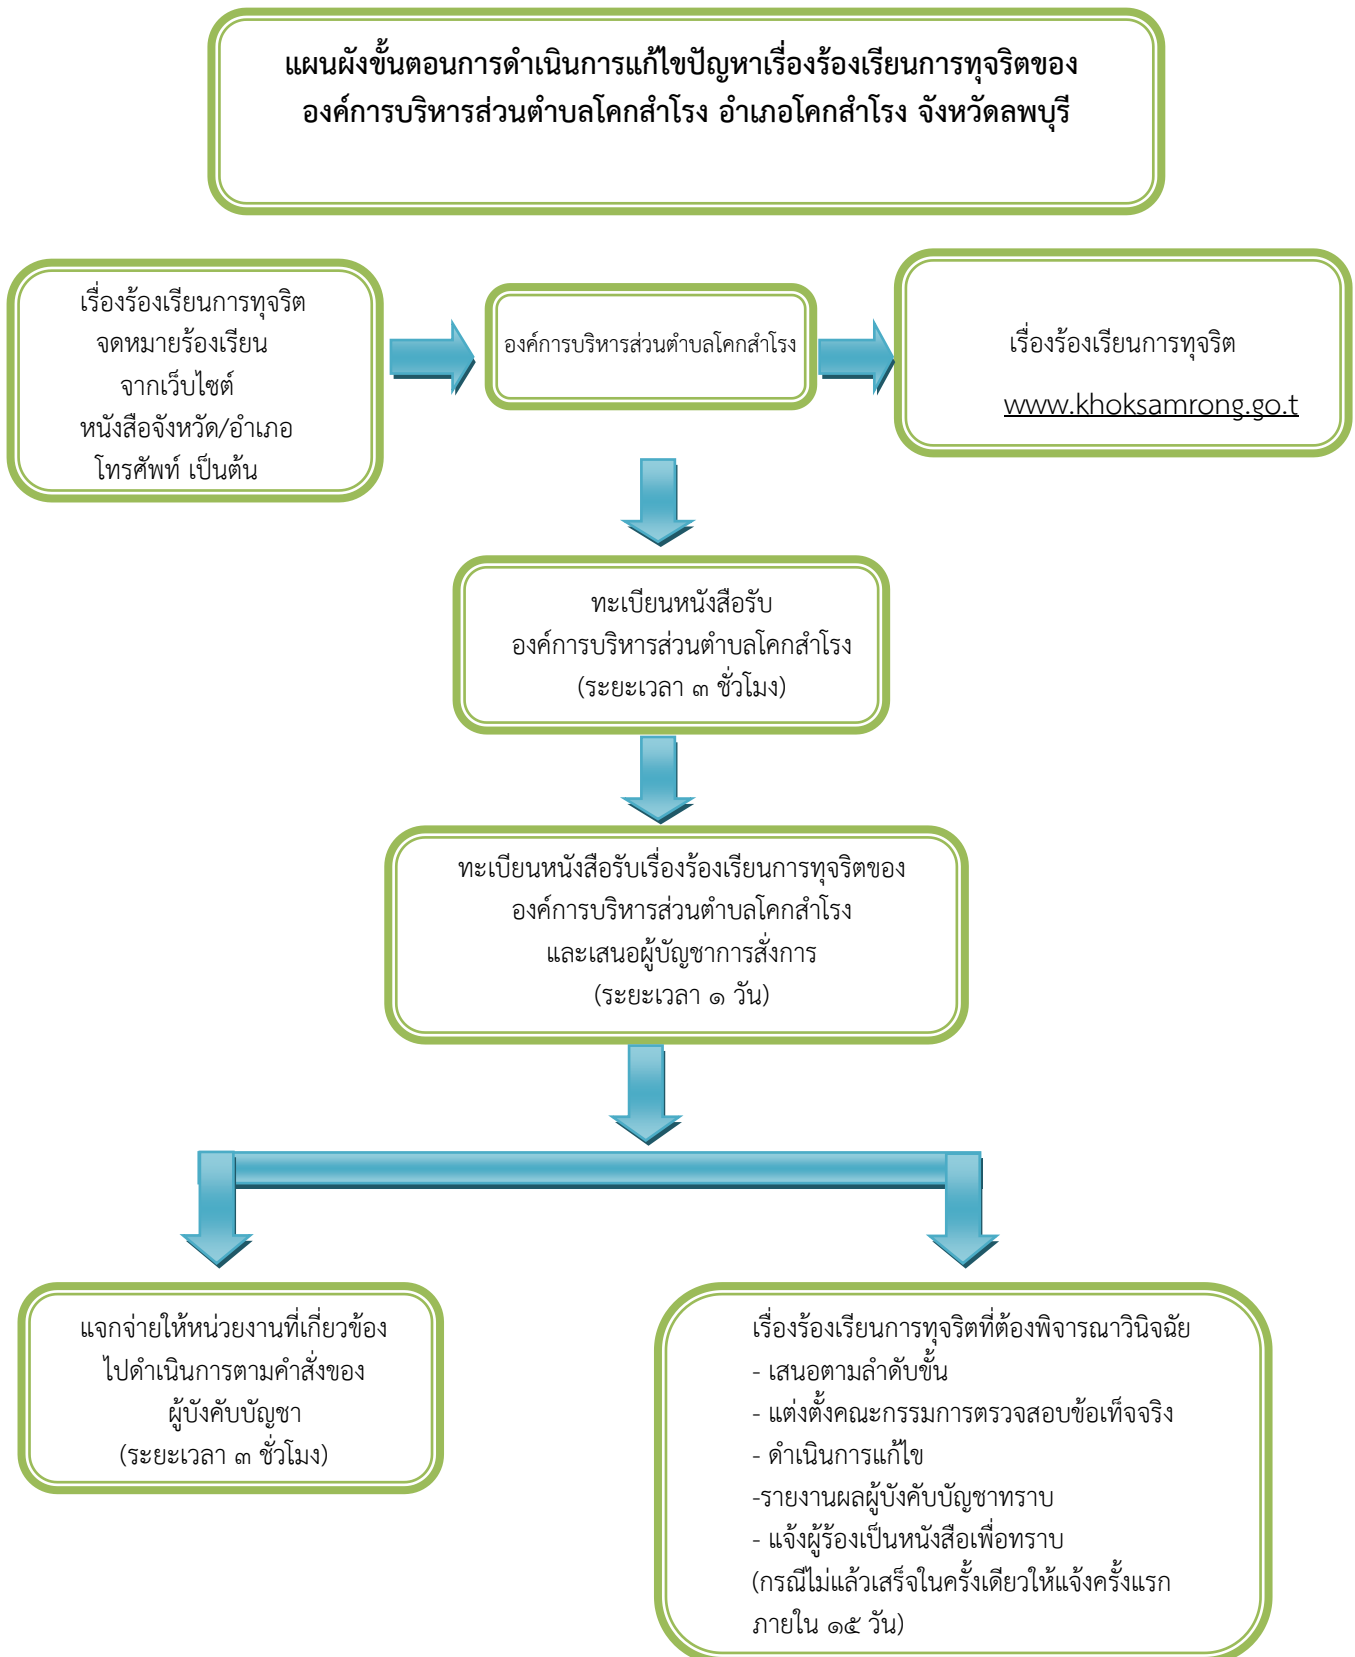 แผนผังขั้นตอนการดำเนินการแก้ไขปัญหาเรื่องร้องเรียนการทุจริตของ
องค์การบริหารส่วนตำบลโคกสำโรง อำเภอโคกสำโรง จังหวัดลพบุรี
เรื่องร้องเรียนการทุจริต
จดหมายร้องเรียน
จากเว็บไซต์
หนังสือจังหวัด/อำเภอ
โทรศัพท์ เป็นต้น
องค์การบริหารส่วนตำบลโคกสำโรง
เรื่องร้องเรียนการทุจริต
www.khoksamrong.go.t
ทะเบียนหนังสือรับ
องค์การบริหารส่วนตำบลโคกสำโรง
(ระยะเวลา ๓ ชั่วโมง)
ทะเบียนหนังสือรับเรื่องร้องเรียนการทุจริตของ
องค์การบริหารส่วนตำบลโคกสำโรง
และเสนอผู้บัญชาการสั่งการ
(ระยะเวลา ๑ วัน)
แจกจ่ายให้หน่วยงานที่เกี่ยวข้อง
ไปดำเนินการตามคำสั่งของ
ผู้บังคับบัญชา
(ระยะเวลา ๓ ชั่วโมง)
เรื่องร้องเรียนการทุจริตที่ต้องพิจารณาวินิจฉัย
- เสนอตามลำดับขั้น
- แต่งตั้งคณะกรรมการตรวจสอบข้อเท็จจริง
- ดำเนินการแก้ไข
-รายงานผลผู้บังคับบัญชาทราบ
- แจ้งผู้ร้องเป็นหนังสือเพื่อทราบ
(กรณีไม่แล้วเสร็จในครั้งเดียวให้แจ้งครั้งแรก
ภายใน ๑๕ วัน)